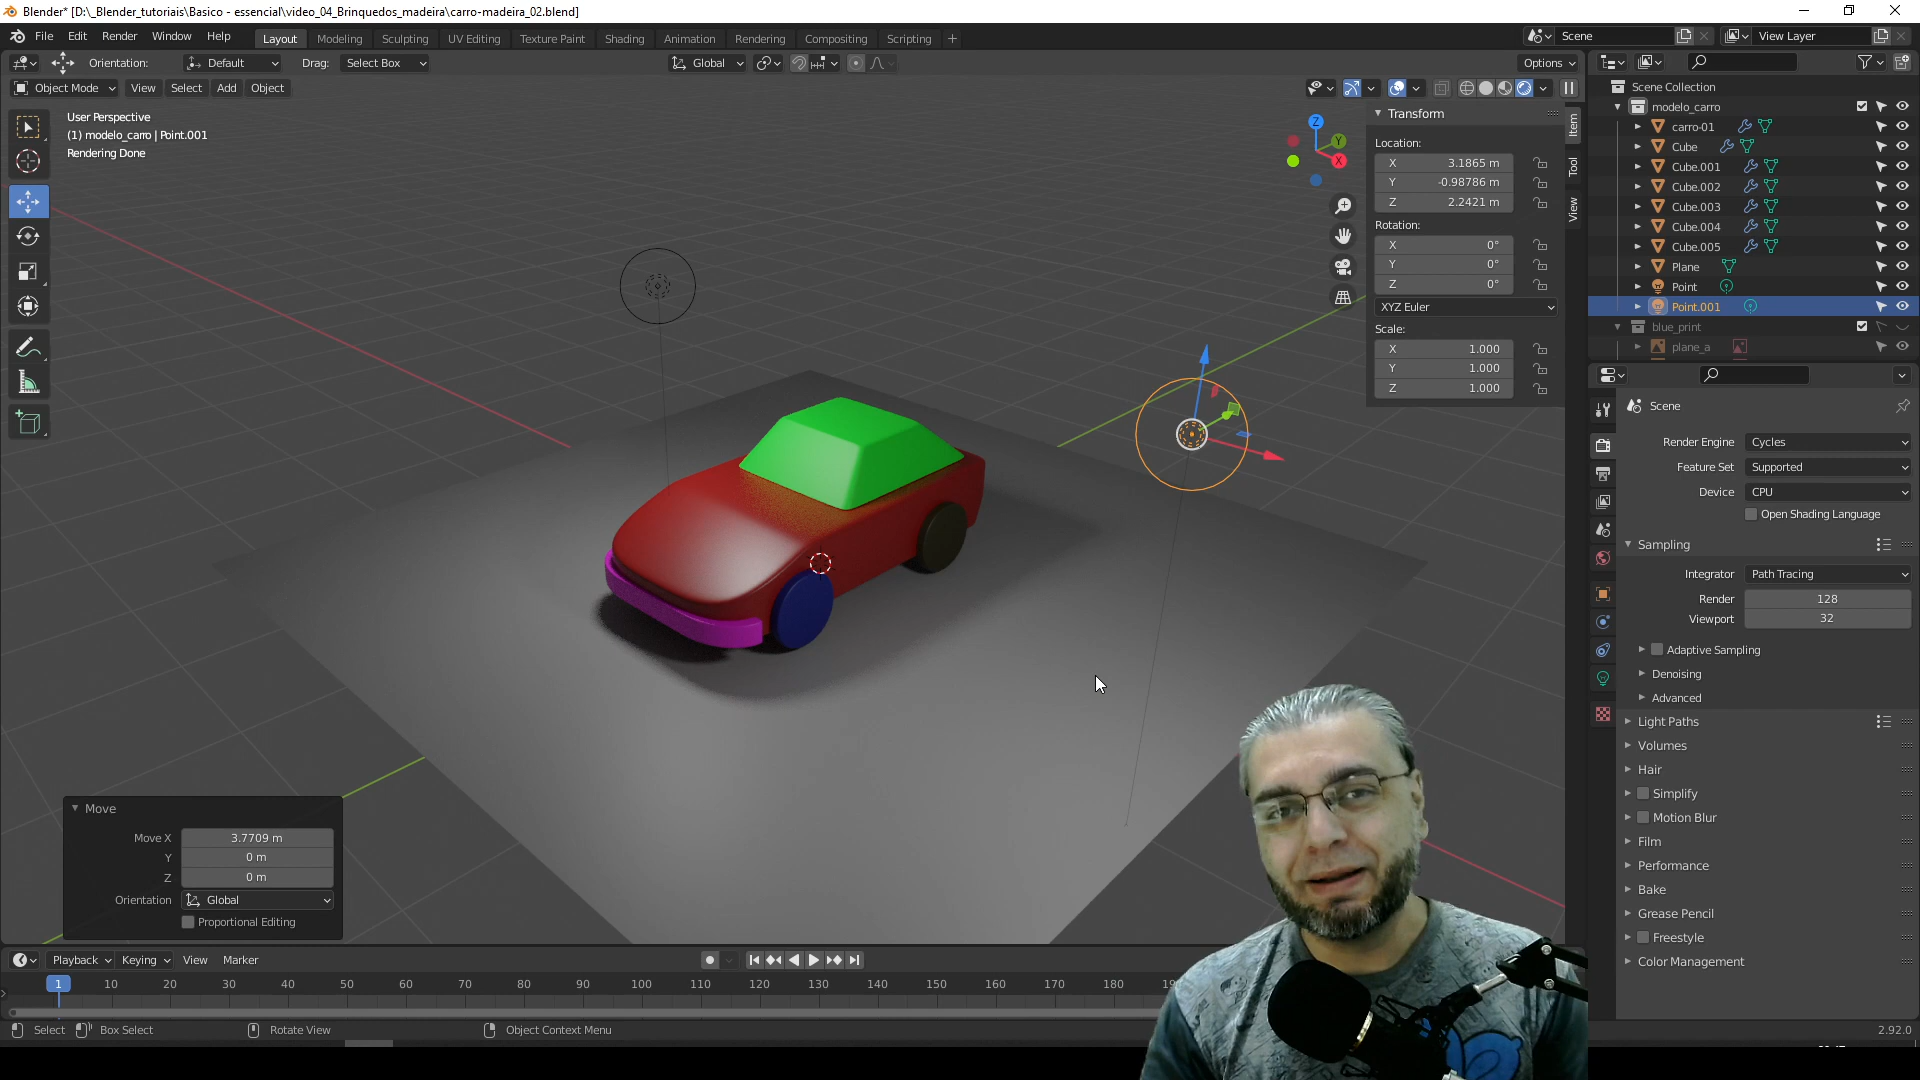 Blender* [D:\_Blender_tutoriais\Basico - essencial\video_04_Brinquedos_madeira\carro-madeira_02.blend]
File Edit Render Window Help
Layout Modeling Sculpting UV Editing Texture Paint Shading Animation Rendering Compositing Scripting +
Scene
View Layer
Orientation: Default Drag: Select Box
Global
Options
Object Mode View Select Add Object
User Perspective
(1) modelo_carro | Point.001
Rendering Done
Z
Y
X
Transform
Location:
X 3.1865 m
Y -0.98786 m
Z 2.2421 m
Rotation:
X 0°
Y 0°
Z 0°
XYZ Euler
Scale:
X 1.000
Y 1.000
Z 1.000
Item
Tool
View
Scene Collection
modelo_carro
carro-01
Cube
Cube.001
Cube.002
Cube.003
Cube.004
Cube.005
Plane
Point
Point.001
blue_print
plane_a
Scene
Render Engine Cycles
Feature Set Supported
Device CPU
Open Shading Language
Sampling
Integrator Path Tracing
Render 128
Viewport 32
Adaptive Sampling
Denoising
Advanced
Light Paths
Volumes
Hair
Simplify
Motion Blur
Film
Performance
Bake
Grease Pencil
Freestyle
Color Management
Move
Move X 3.7709 m
Y 0 m
Z 0 m
Orientation Global
Proportional Editing
Playback Keying View Marker
1 10 20 30 40 50 60 70 80 90 100 110 120 130 140 150 160 170 180
Select Box Select Rotate View Object Context Menu
2.92.0